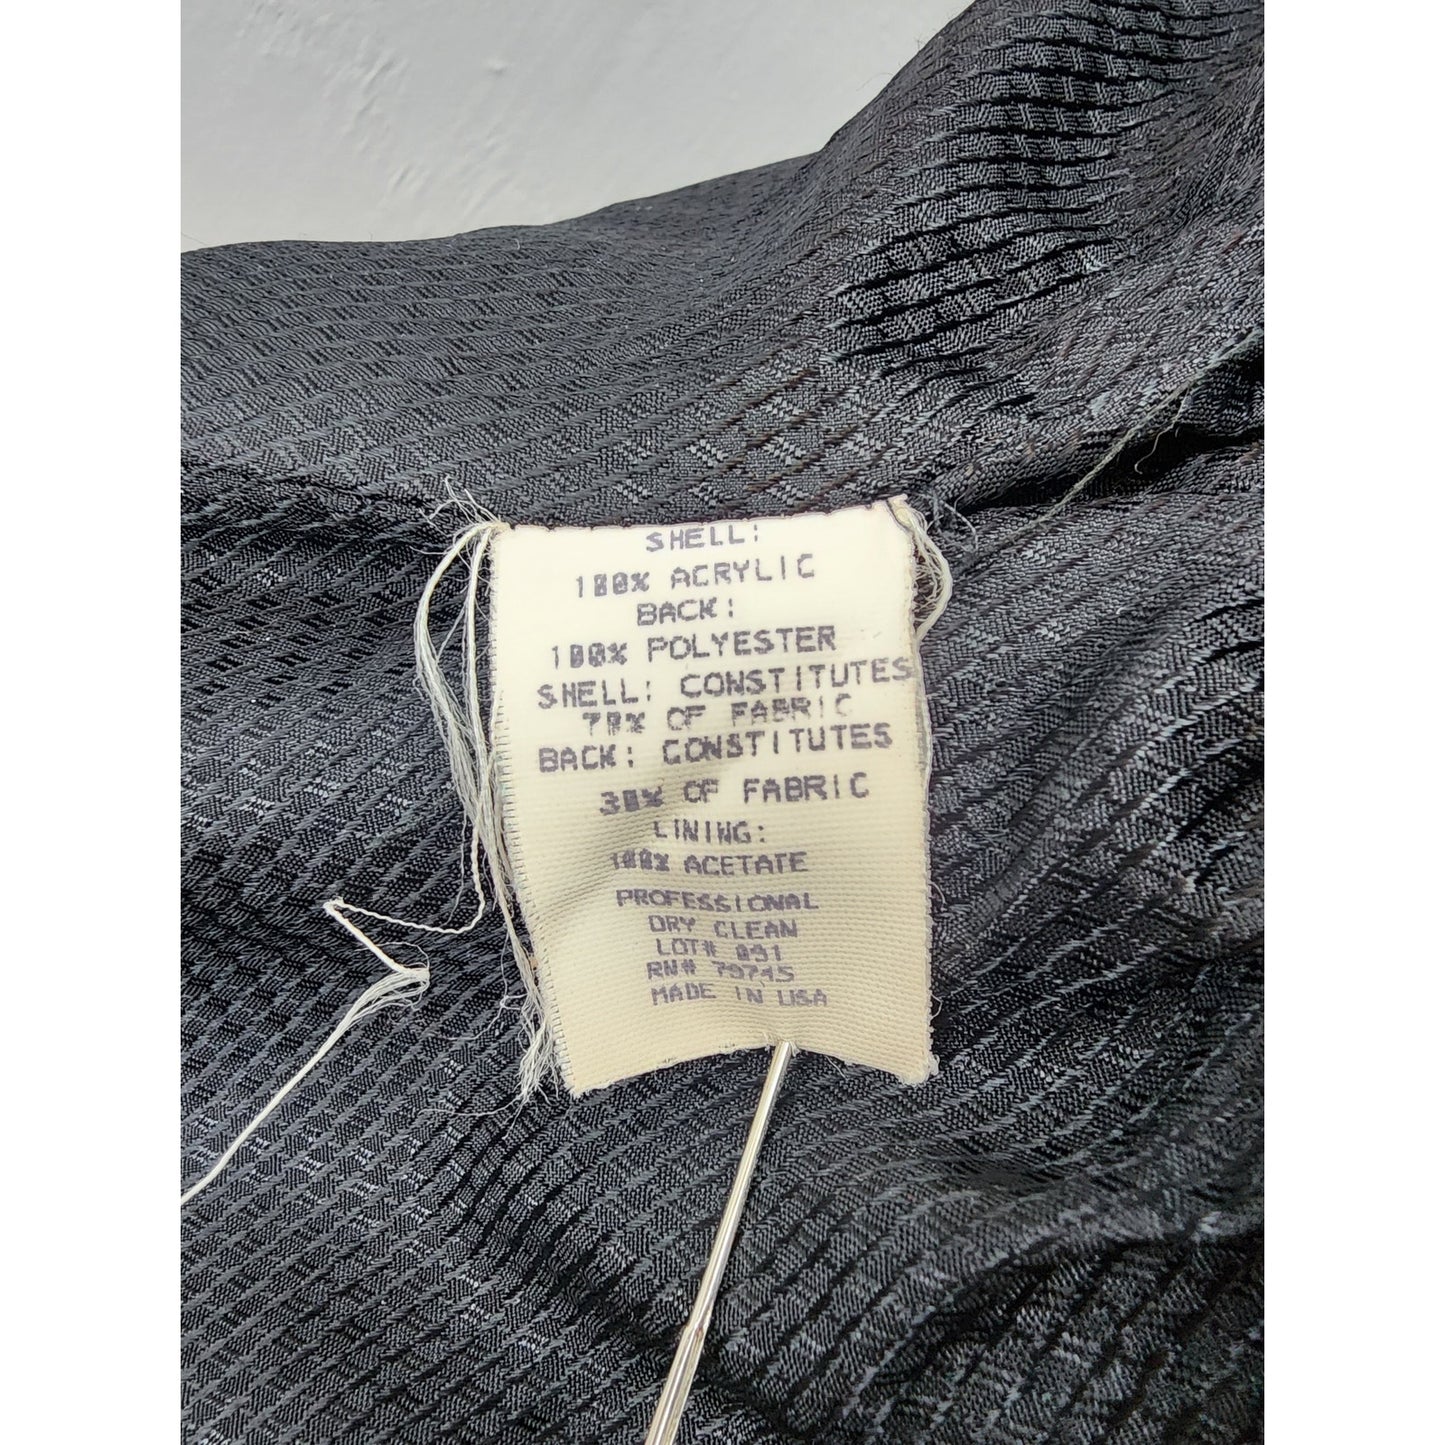 SHELL:
100% ACRYLIC
BACK:
100% POLYESTER
SHELL: CONSTITUTES
70% OF FABRIC
BACK: CONSTITUTES
30% OF FABRIC
LINING:
100% ACETATE
PROFESSIONAL
DRY CLEAN
LOT# 091
RN# 79745
MADE IN USA